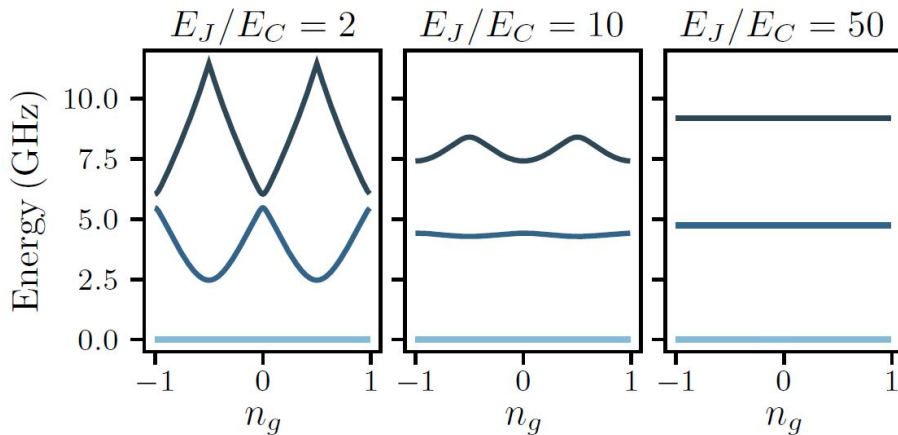 E_J/E_C = 2
E_J/E_C = 10
E_J/E_C = 50
Energy (GHz)
10.0
7.5
5.0
2.5
0.0
−1 0 1
−1 0 1
−1 0 1
n_g
n_g
n_g